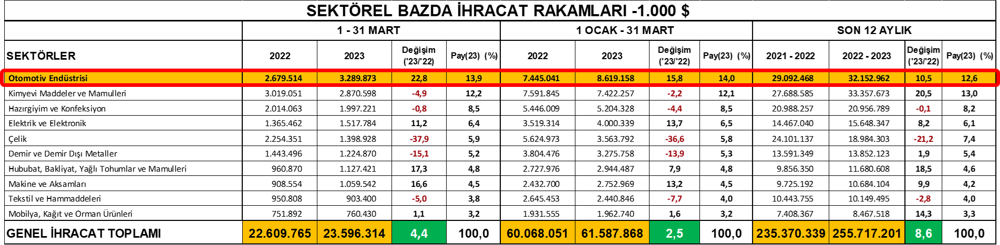 SEKTÖREL BAZDA İHRACAT RAKAMLARI -1.000 $
1 - 31 MART 1 OCAK - 31 MART SON 12 AYLIK
SEKTÖRLER 2022 2023 Değişim ('23/'22) Pay(23) (%) 2022 2023 Değişim ('23/'22) Pay(23) (%) 2021 - 2022 2022 - 2023 Değişim ('23/'22) Pay(23) (%)
Otomotiv Endüstrisi 2.679.514 3.289.873 22,8 13,9 7.445.041 8.619.158 15,8 14,0 29.092.468 32.152.962 10,5 12,6
Kimyevi Maddeler ve Mamulleri 3.019.051 2.870.598 -4,9 12,2 7.591.845 7.422.257 -2,2 12,1 27.688.585 33.357.673 20,5 13,0
Hazırgiyim ve Konfeksiyon 2.014.063 1.997.221 -0,8 8,5 5.446.009 5.204.328 -4,4 8,5 20.988.257 20.956.789 -0,1 8,2
Elektrik ve Elektronik 1.365.462 1.517.784 11,2 6,4 3.519.314 4.000.339 13,7 6,5 14.467.040 15.648.347 8,2 6,1
Çelik 2.254.351 1.398.928 -37,9 5,9 5.624.973 3.563.792 -36,6 5,8 24.101.137 18.984.303 -21,2 7,4
Demir ve Demir Dışı Metaller 1.443.496 1.224.870 -15,1 5,2 3.804.476 3.275.758 -13,9 5,3 13.591.349 13.852.123 1,9 5,4
Hububat, Bakliyat, Yağlı Tohumlar ve Mamulleri 960.870 1.127.421 17,3 4,8 2.727.976 2.944.487 7,9 4,8 9.856.350 11.680.608 18,5 4,6
Makine ve Aksamları 908.554 1.059.542 16,6 4,5 2.432.700 2.752.969 13,2 4,5 9.725.192 10.684.104 9,9 4,2
Tekstil ve Hammaddeleri 950.808 903.400 -5,0 3,8 2.645.453 2.440.846 -7,7 4,0 10.443.755 10.149.495 -2,8 4,0
Mobilya, Kağıt ve Orman Ürünleri 751.892 760.430 1,1 3,2 1.931.555 1.962.740 1,6 3,2 7.408.367 8.467.518 14,3 3,3
GENEL İHRACAT TOPLAMI 22.609.765 23.596.314 4,4 100,0 60.068.051 61.587.868 2,5 100,0 235.370.339 255.717.201 8,6 100,0